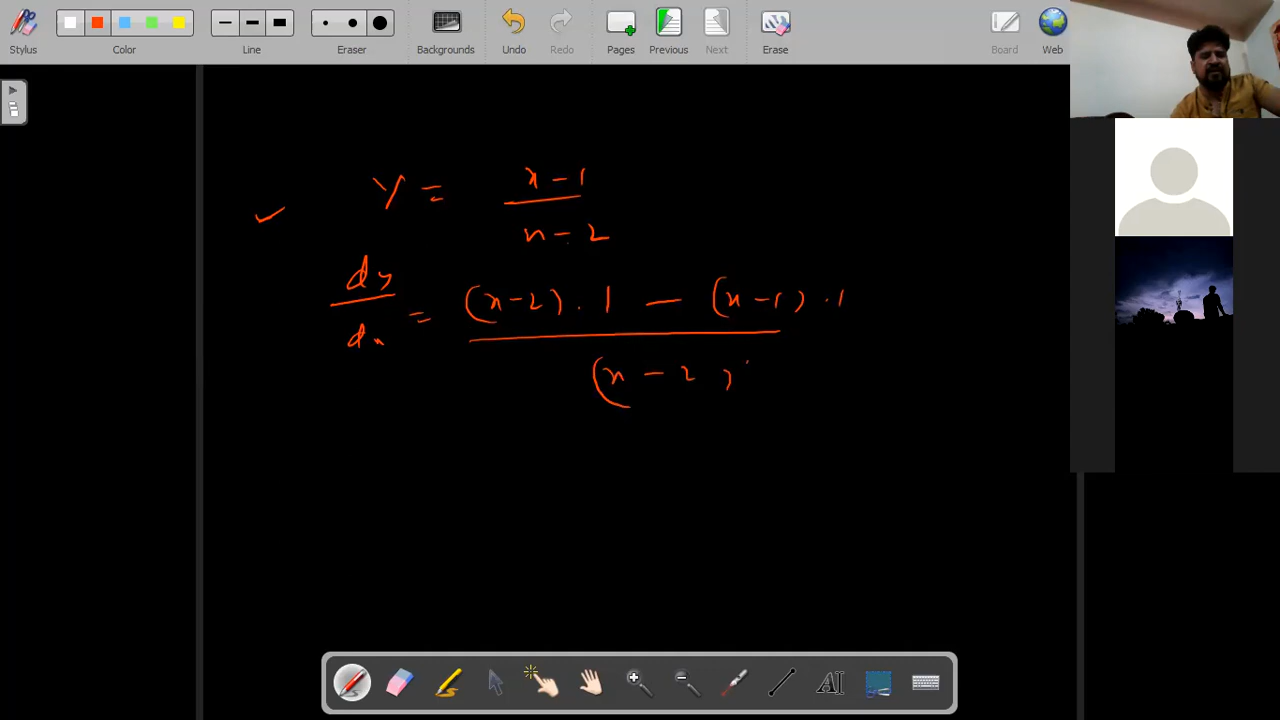 Stylus Color Line Eraser Backgrounds Undo Redo Pages Previous Next Erase Board Web
y = x-1
x-2
dy
dx = (x-2) . 1 - (x-1) . 1
(x-2)
AI